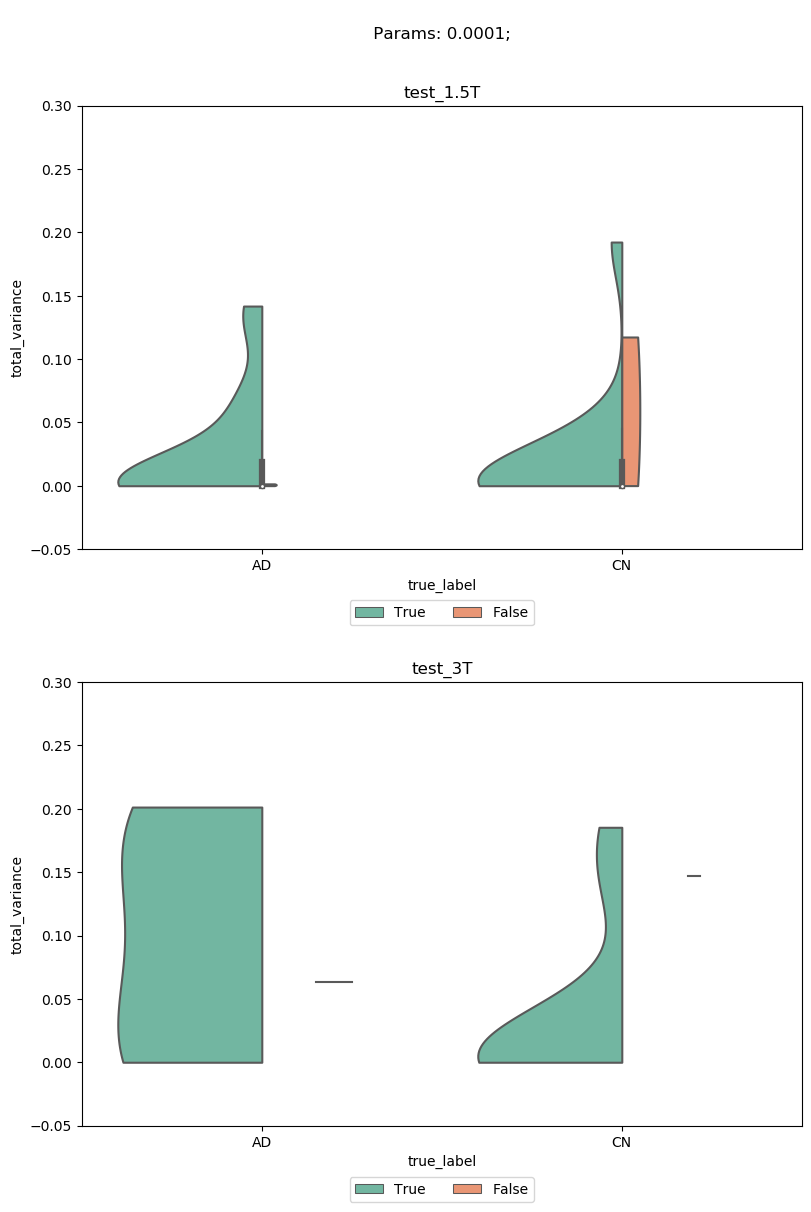 Params: 0.0001;
test_1.5T
0.30
0.25
0.20
0.15
0.10
0.05
0.00
−0.05
total_variance
AD CN
true_label
True False
test_3T
0.30
0.25
0.20
0.15
0.10
0.05
0.00
−0.05
total_variance
AD CN
true_label
True False